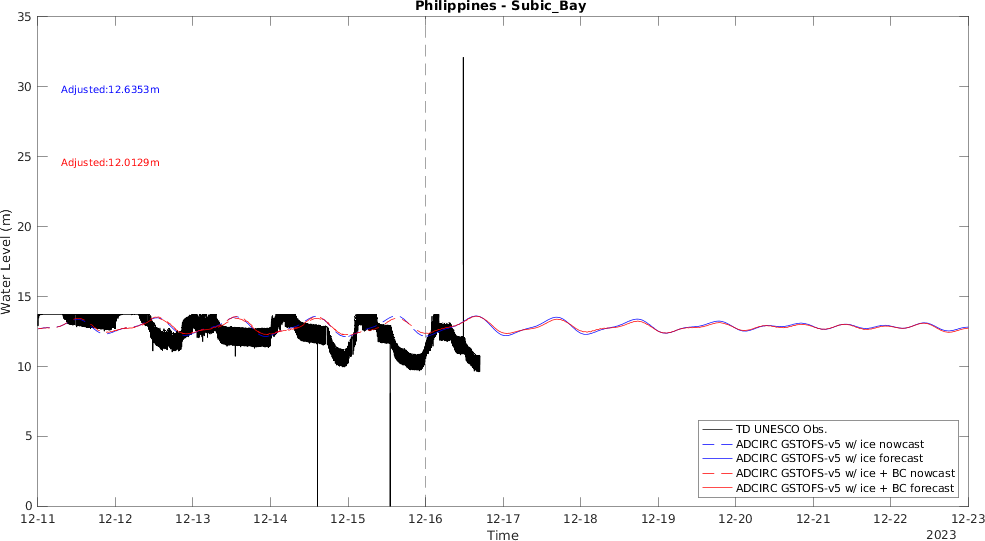 Philippines - Subic_Bay
35
30
25
20
15
10
5
0
Water Level (m)
Adjusted:12.6353m
Adjusted:12.0129m
TD UNESCO Obs.
ADCIRC GSTOFS-v5 w/ ice nowcast
ADCIRC GSTOFS-v5 w/ ice forecast
ADCIRC GSTOFS-v5 w/ ice + BC nowcast
ADCIRC GSTOFS-v5 w/ ice + BC forecast
12-11 12-12 12-13 12-14 12-15 12-16 12-17 12-18 12-19 12-20 12-21 12-22 12-23
Time
2023